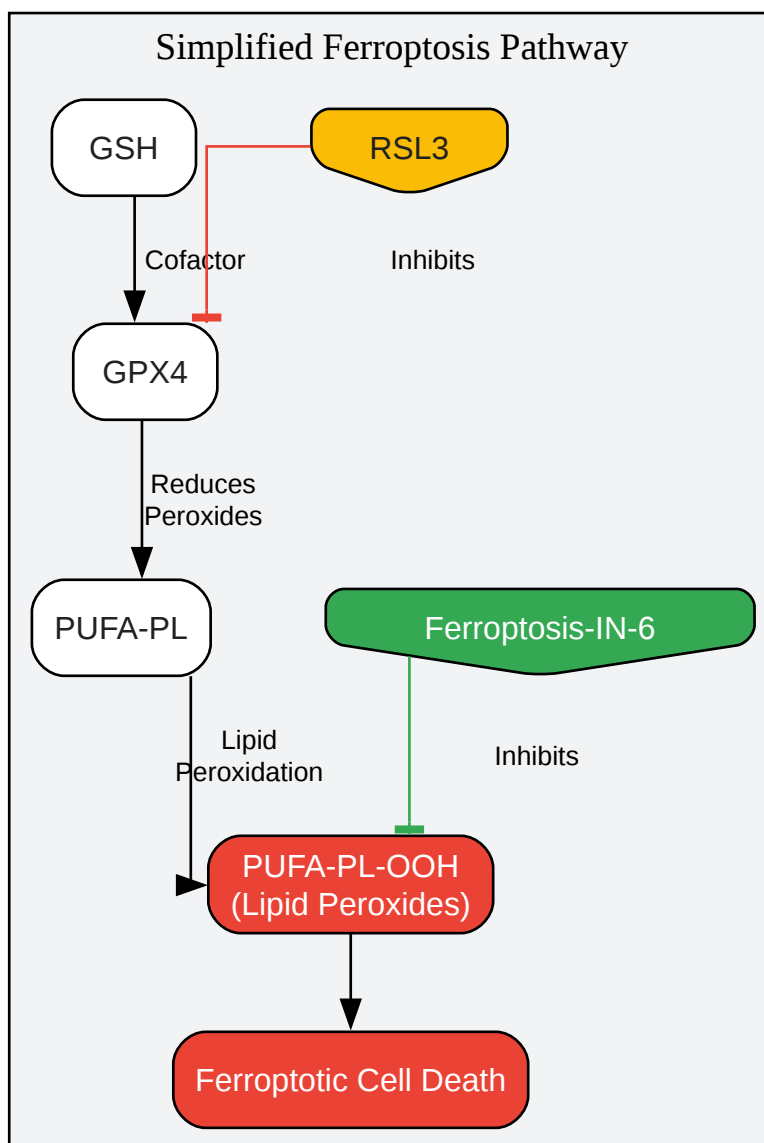 Simplified Ferroptosis Pathway
GSH
RSL3
Cofactor
Inhibits
GPX4
Reduces
Peroxides
PUFA-PL
Ferroptosis-IN-6
Lipid
Peroxidation
Inhibits
PUFA-PL-OOH
(Lipid Peroxides)
Ferroptotic Cell Death